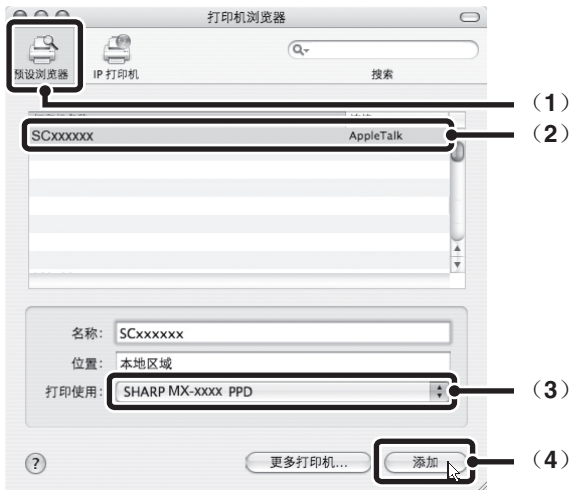 打印机浏览器
预设浏览器
IP 打印机
搜索
(1)
SCxxxxxx
AppleTalk
(2)
名称: SCxxxxxx
位置: 本地区域
打印使用: SHARP MX-xxxx PPD
(3)
?
更多打印机...
添加
(4)